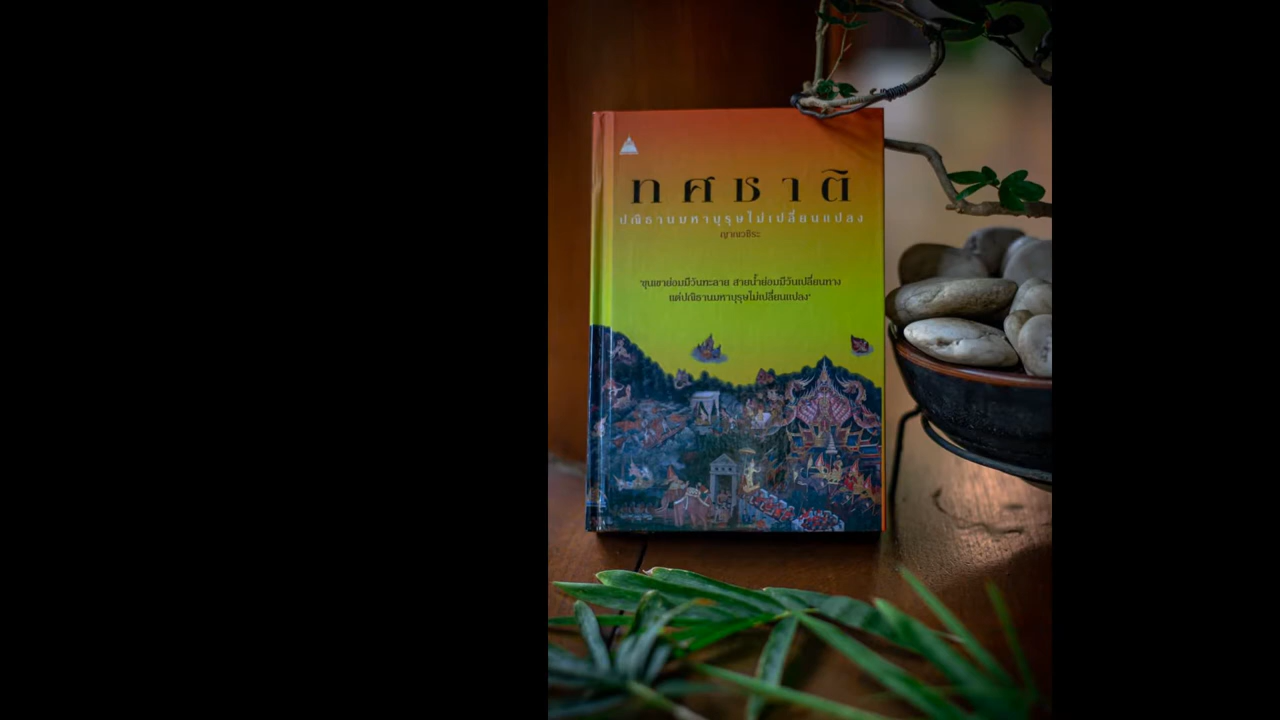 ทศชาติ
ปณิธานมหาบุรุษไม่เปลี่ยนแปลง
ญาณวชิระ
"ขุนเขาย่อมมีวันทะลาย สายน้ำย่อมมีวันเปลี่ยนทาง
แต่ปณิธานมหาบุรุษไม่เปลี่ยนแปลง"